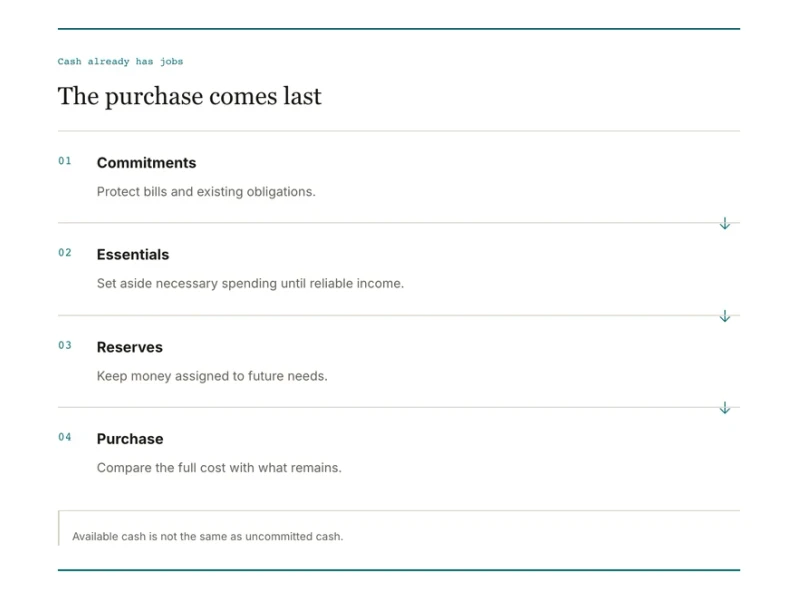 Cash already has jobs
The purchase comes last
01
Commitments
Protect bills and existing obligations.
02
Essentials
Set aside necessary spending until reliable income.
03
Reserves
Keep money assigned to future needs.
04
Purchase
Compare the full cost with what remains.
Available cash is not the same as uncommitted cash.